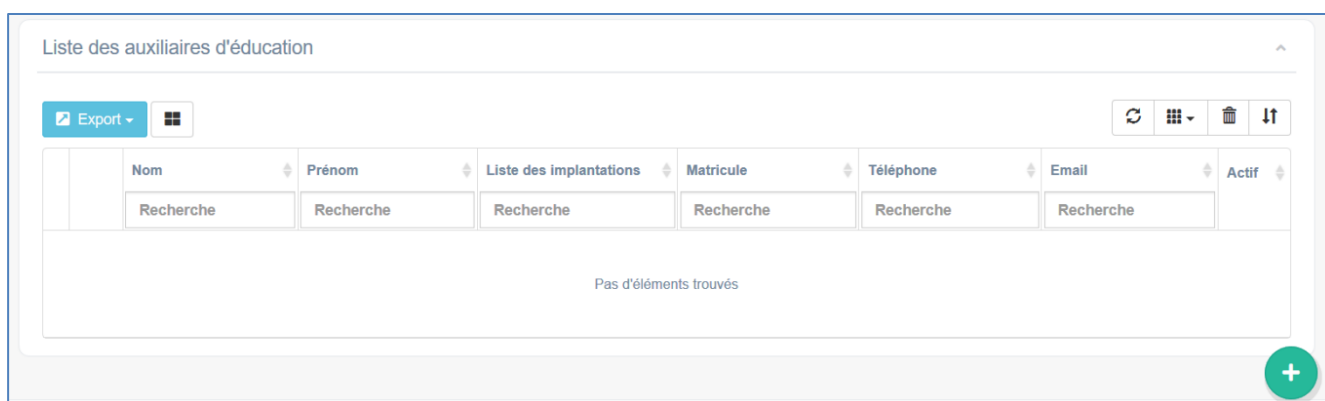 Liste des auxiliaires d'éducation
Export
Nom Prénom Liste des implantations Matricule Téléphone Email Actif
Recherche Recherche Recherche Recherche Recherche Recherche
Pas d'éléments trouvés